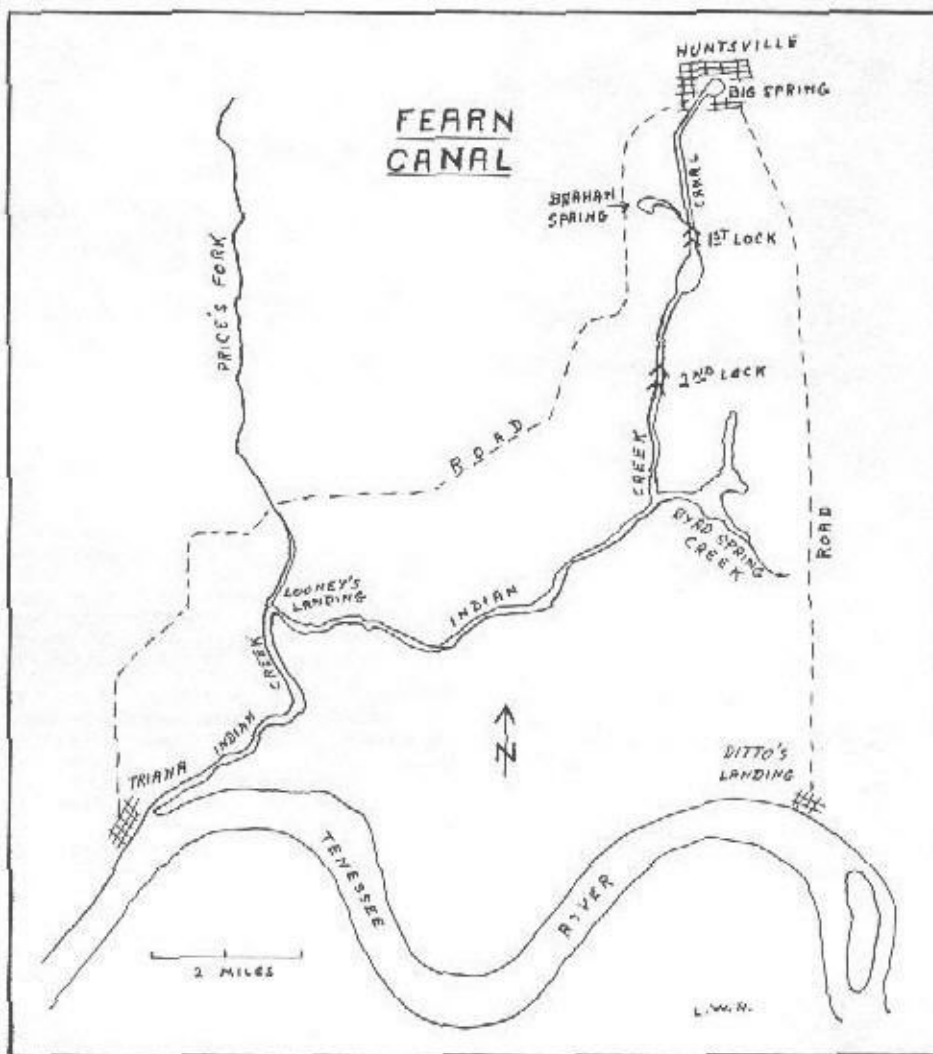 HUNTSVILLE
BIG SPRING
FEARN
CANAL
CANAL
BRAHAN
SPRING
1ST LOCK
PRICE'S FORK
2ND LOCK
ROAD
CREEK
BYRD SPRING
CREEK
ROAD
LOONEY'S
LANDING
INDIAN
CREEK
INDIAN
N
DITTO'S
LANDING
TRIANA
TENESSEE
RIVER
2 MILES
L.W.H.